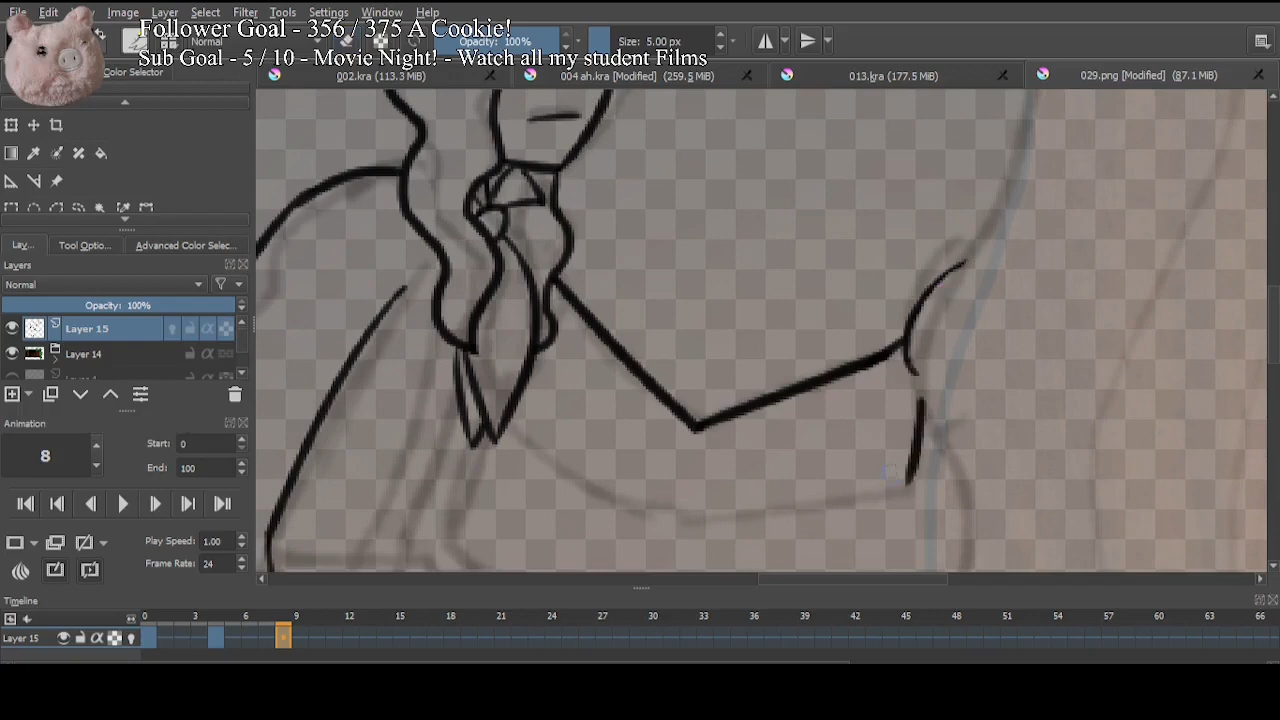 File Edit Image Layer Select Filter Tools Settings Window Help
Follower Goal - 356 / 375 A Cookie!
Normal Opacity: 100% Size: 5.00 px
Sub Goal - 5 / 10 - Movie Night! - Watch all my student Films
Color Selector
002.kra (113.3 MB)
004 ah.kra [Modified] (259.5 MiB)
013.kra (177.5 MiB)
029.png [Modified] (87.1 MiB)
Lay... Tool Optio... Advanced Color Selec...
Layers
Normal
Opacity: 100%
Layer 15
Layer 14
Animation
8
Start: 0
End: 100
Play Speed: 1.00
Frame Rate: 24
Timeline
0 3 6 9 12 15 18 21 24 27 30 33 36 39 42 45 48 51 54 57 60 63 66
Layer 15